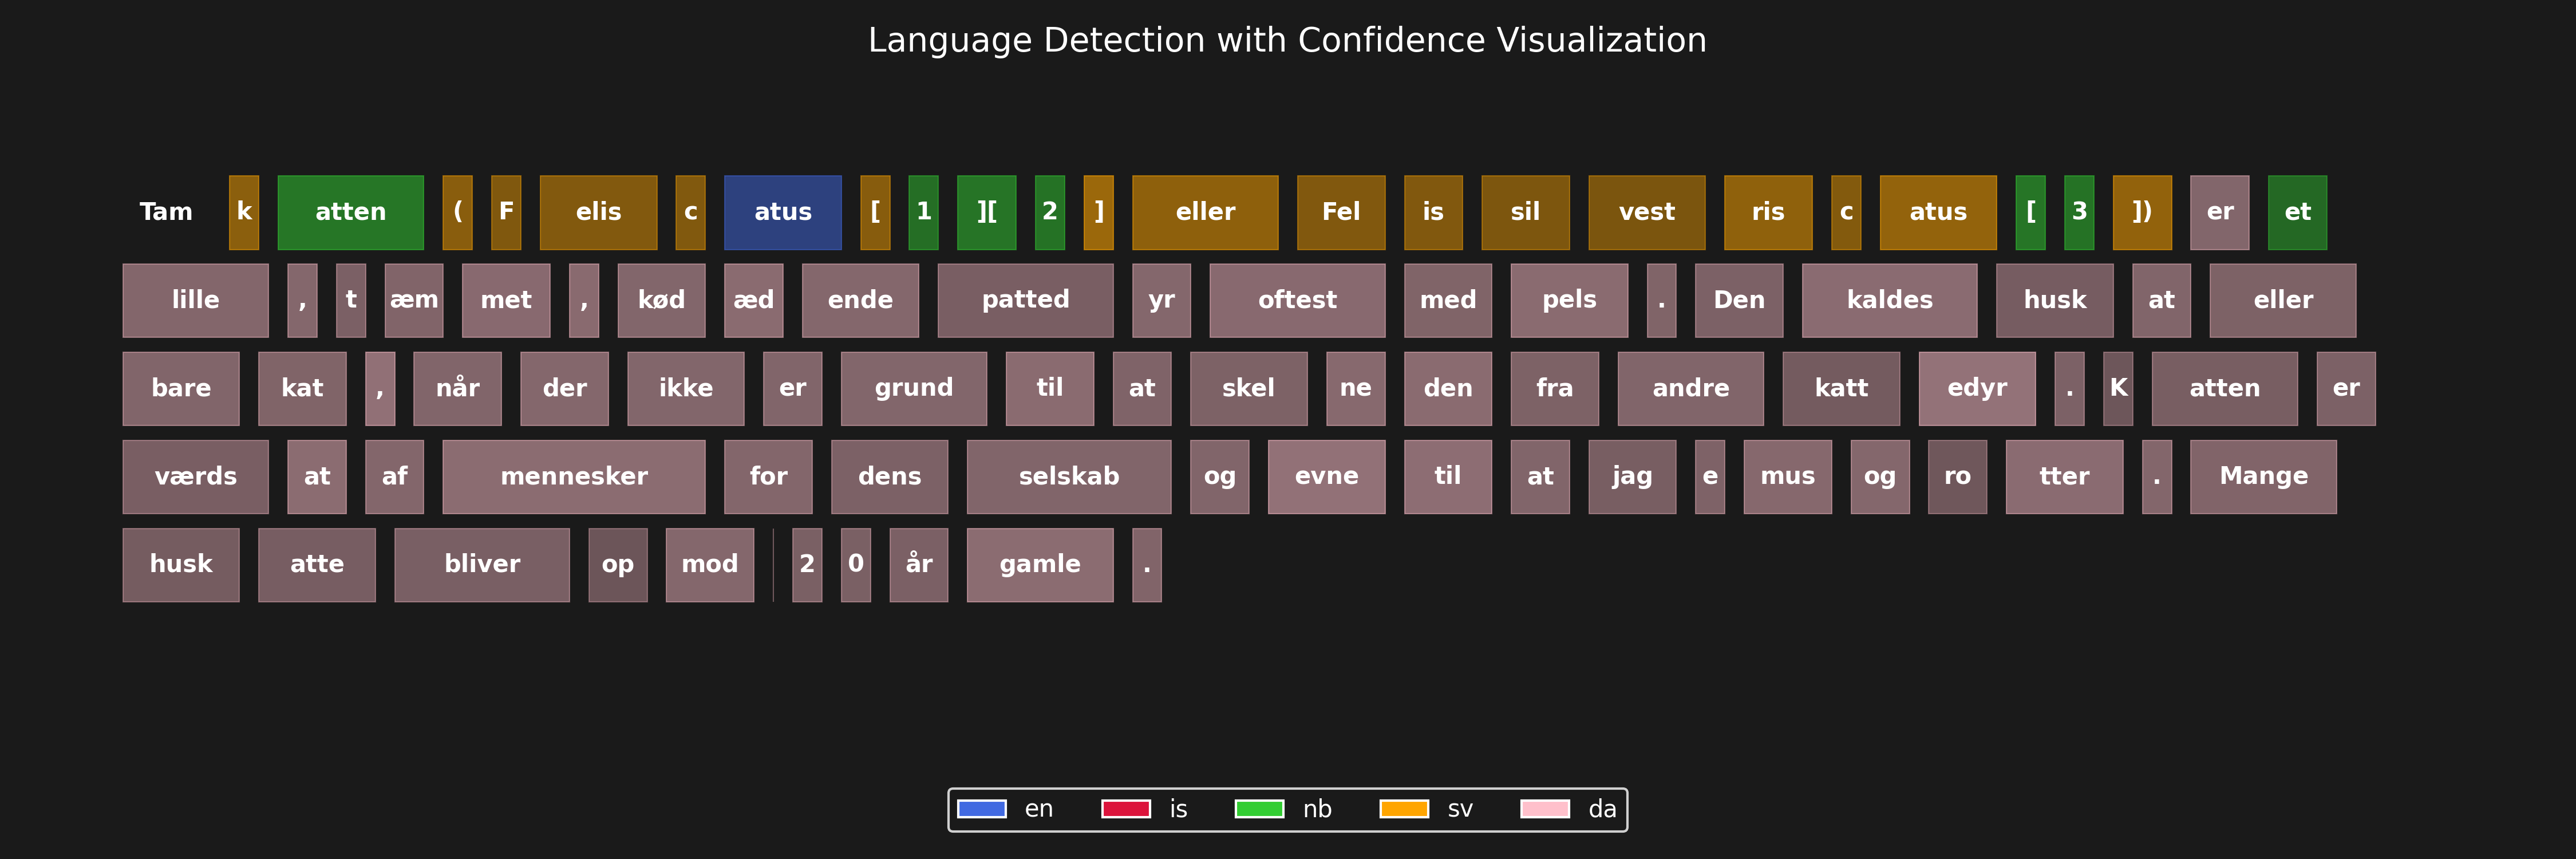 Language Detection with Confidence Visualization
Tam k atten ( F elis c atus [ 1 ][ 2 ] eller Fel is sil vest ris c atus [ 3 ]) er et
lille , t æm met , kød æd ende patted yr oftest med pels . Den kaldes husk at eller
bare kat , når der ikke er grund til at skel ne den fra andre katt edyr . K atten er
værds at af mennesker for dens selskab og evne til at jag e mus og ro tter . Mange
husk atte bliver op mod 2 0 år gamle .
en is nb sv da